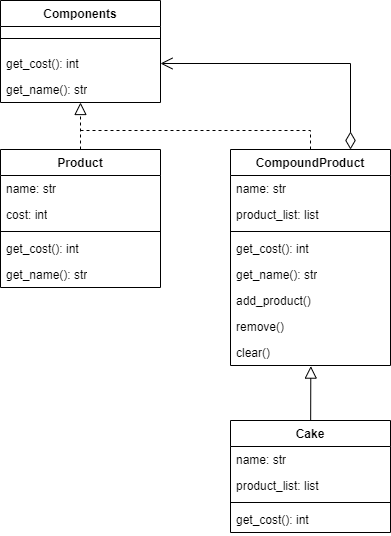 Components
get_cost(): int
get_name(): str
Product
name: str
cost: int
get_cost(): int
get_name(): str
CompoundProduct
name: str
product_list: list
get_cost(): int
get_name(): str
add_product()
remove()
clear()
Cake
name: str
product_list: list
get_cost(): int